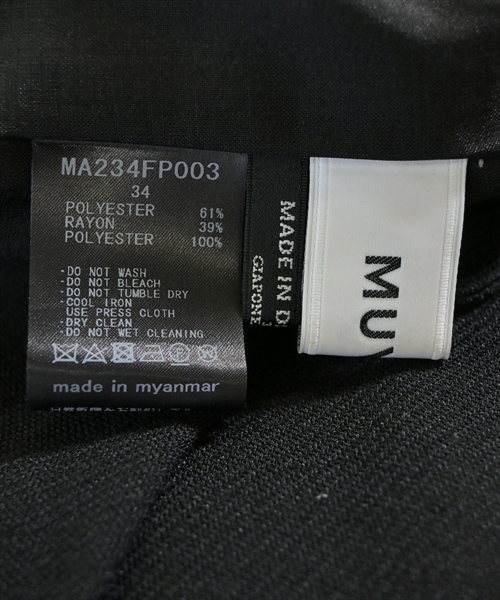 MA234FP003
34
POLYESTER 61%
RAYON 39%
POLYESTER 100%
-DO NOT WASH
-DO NOT BLEACH
-DO NOT TUMBLE DRY
-COOL IRON
USE PRESS CLOTH
-DRY CLEAN
-DO NOT WET CLEANING
made in myanmar
MADE IN D
GIAPONE
MU